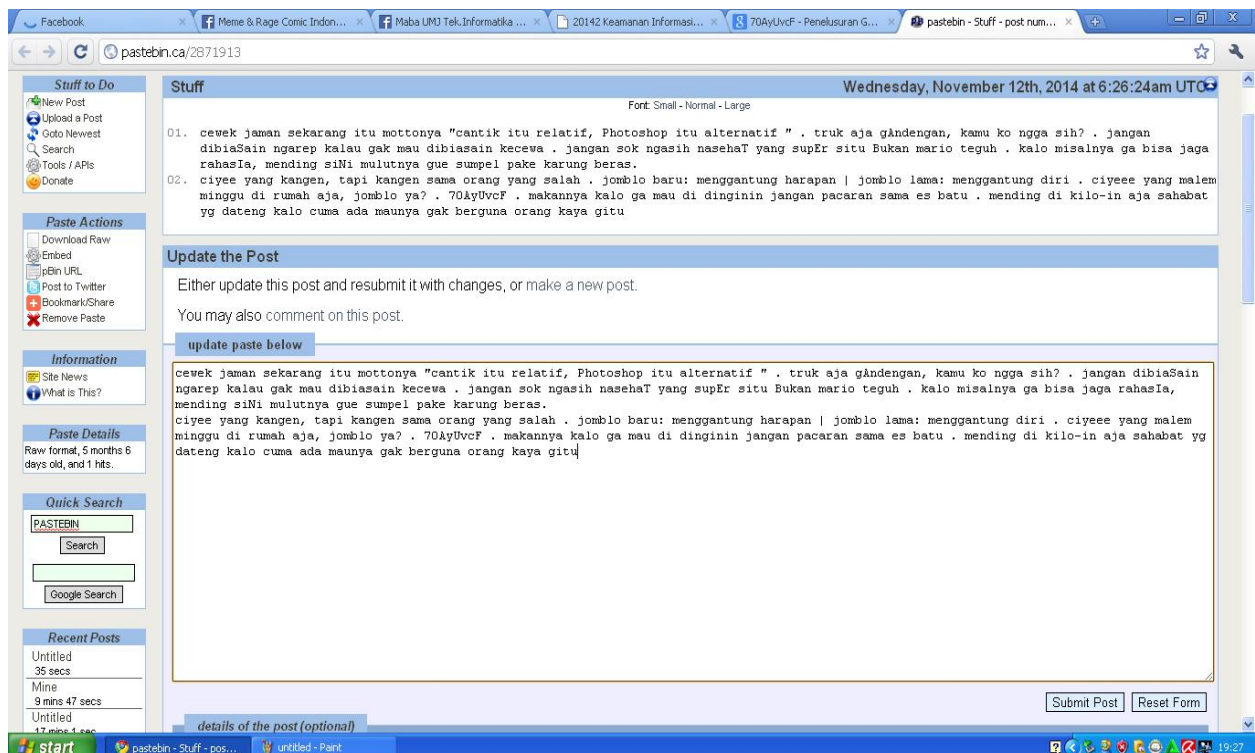 Facebook
Meme & Rage Comic Indon...
Maba UMJ Tek.Informatika ...
20142 Keamanan Informasi...
70AyUvcF - Penelusuran G...
pastebin - Stuff - post num...
pastebin.ca/2871913
Stuff to Do
New Post
Upload a Post
Goto Newest
Search
Tools / APIs
Donate
Paste Actions
Download Raw
Embed
pBin URL
Post to Twitter
Bookmark/Share
Remove Paste
Information
Site News
What is This?
Paste Details
Raw format, 5 months 6
days old, and 1 hits.
Quick Search
PASTEBIN
Search
Google Search
Recent Posts
Untitled
35 secs
Mine
9 mins 47 secs
Untitled
17 mins 1 sec
Stuff
Wednesday, November 12th, 2014 at 6:26:24am UTC
Font: Small - Normal - Large
01. cewek jaman sekarang itu mottonya "cantik itu relatif, Photoshop itu alternatif " . truk aja gAndengan, kamu ko ngga sih? . jangan
dibiaSain ngarep kalau gak mau dibiasain kecewa . jangan sok ngasih nasehaT yang supEr situ Bukan mario teguh . kalo misalnya ga bisa jaga
rahasIa, mending siNi mulutnya gue sumpel pake karung beras.
02. ciyee yang kangen, tapi kangen sama orang yang salah . jomblo baru: menggantung harapan | jomblo lama: menggantung diri . ciyeee yang malem
minggu di rumah aja, jomblo ya? . 70AyUvcF . makannya kalo ga mau di dinginin jangan pacaran sama es batu . mending di kilo-in aja sahabat
yg dateng kalo cuma ada maunya gak berguna orang kaya gitu
Update the Post
Either update this post and resubmit it with changes, or make a new post.
You may also comment on this post.
update paste below
cewek jaman sekarang itu mottonya "cantik itu relatif, Photoshop itu alternatif " . truk aja gAndengan, kamu ko ngga sih? . jangan dibiaSain
ngarep kalau gak mau dibiasain kecewa . jangan sok ngasih nasehaT yang supEr situ Bukan mario teguh . kalo misalnya ga bisa jaga rahasIa,
mending siNi mulutnya gue sumpel pake karung beras.
ciyee yang kangen, tapi kangen sama orang yang salah . jomblo baru: menggantung harapan | jomblo lama: menggantung diri . ciyeee yang malem
minggu di rumah aja, jomblo ya? . 70AyUvcF . makannya kalo ga mau di dinginin jangan pacaran sama es batu . mending di kilo-in aja sahabat yg
dateng kalo cuma ada maunya gak berguna orang kaya gitu
Submit Post
Reset Form
details of the post (optional)
start
pastebin - Stuff - pos...
untitled - Paint
19:27